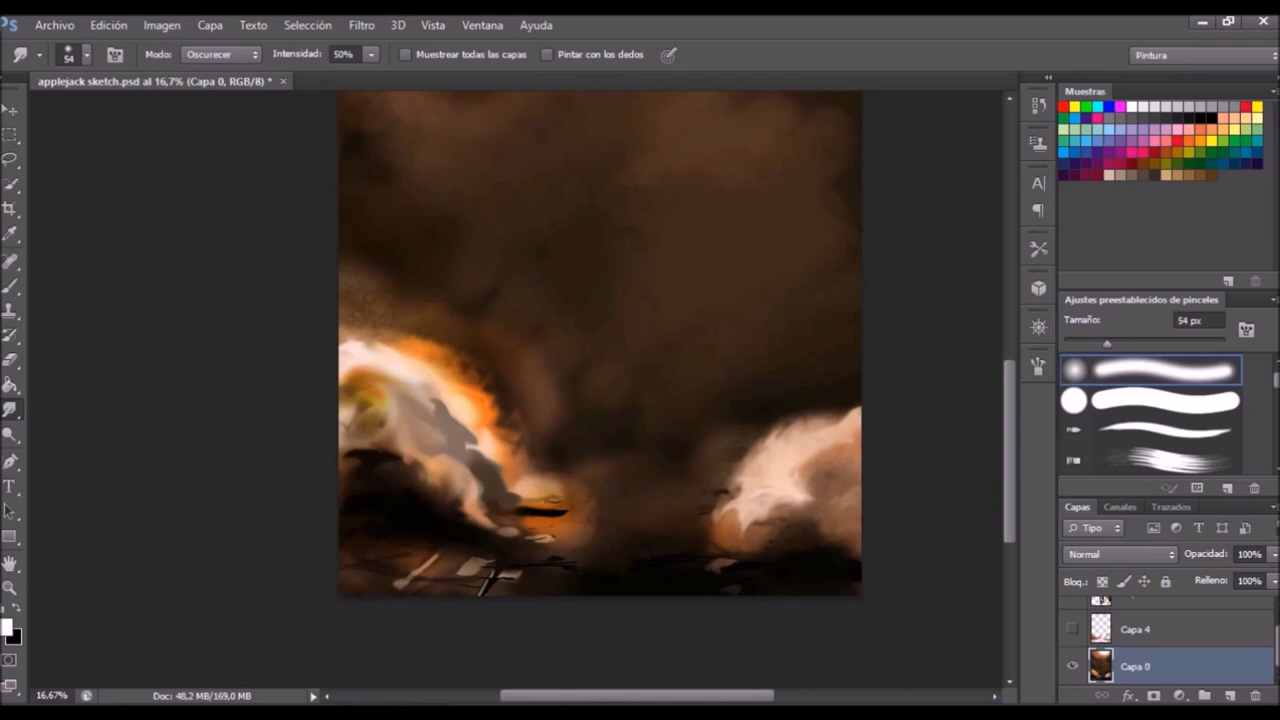 Ps Archivo Edición Imagen Capa Texto Selección Filtro 3D Vista Ventana Ayuda
54 Modo: Oscurecer Intensidad: 50% Muestrear todas las capas Pintar con los dedos Pintura
applejack sketch.psd al 16,7% (Capa 0, RGB/8) * ×
Muestras
Ajustes preestablecidos de pinceles
Tamaño: 54 px
Capas Canales Trazados
Tipo
Normal Opacidad: 100%
Bloq.: Relleno: 100%
Capa 4
Capa 0
16,67% Doc: 48,2 MB/169,0 MB